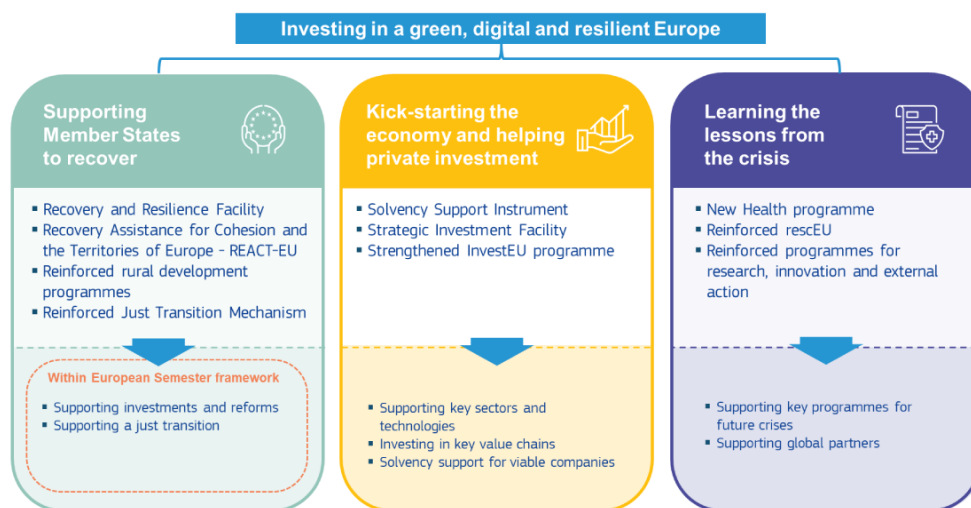 Investing in a green, digital and resilient Europe
Supporting
Member States
to recover
▪ Recovery and Resilience Facility
▪ Recovery Assistance for Cohesion and
the Territories of Europe - REACT-EU
▪ Reinforced rural development
programmes
▪ Reinforced Just Transition Mechanism
Within European Semester framework
▪ Supporting investments and reforms
▪ Supporting a just transition
Kick-starting the
economy and helping
private investment
▪ Solvency Support Instrument
▪ Strategic Investment Facility
▪ Strengthened InvestEU programme
▪ Supporting key sectors and
technologies
▪ Investing in key value chains
▪ Solvency support for viable companies
Learning the
lessons from
the crisis
▪ New Health programme
▪ Reinforced rescEU
▪ Reinforced programmes for
research, innovation and external
action
▪ Supporting key programmes for
future crises
▪ Supporting global partners